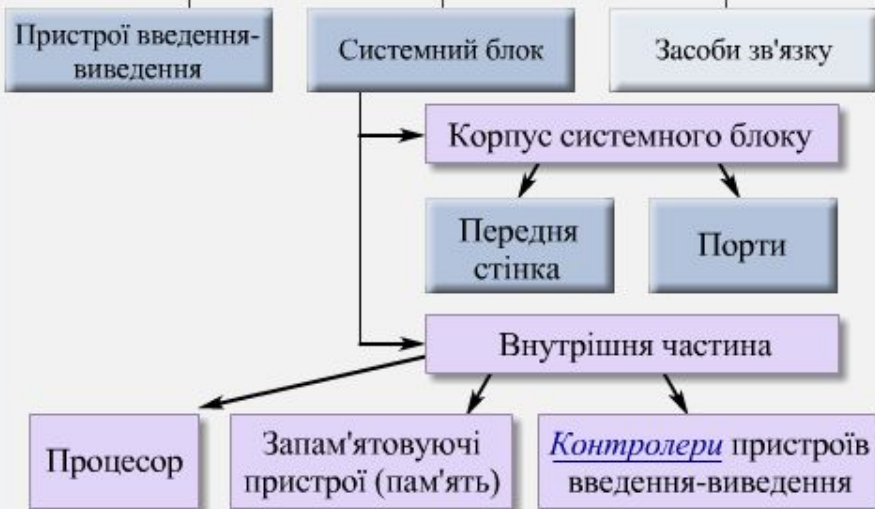 Пристрої введення-
виведення
Системний блок
Засоби зв'язку
Корпус системного блоку
Передня
стінка
Порти
Внутрішня частина
Процесор
Запам'ятовуючі
пристрої (пам'ять)
Контролери пристроїв
введення-виведення